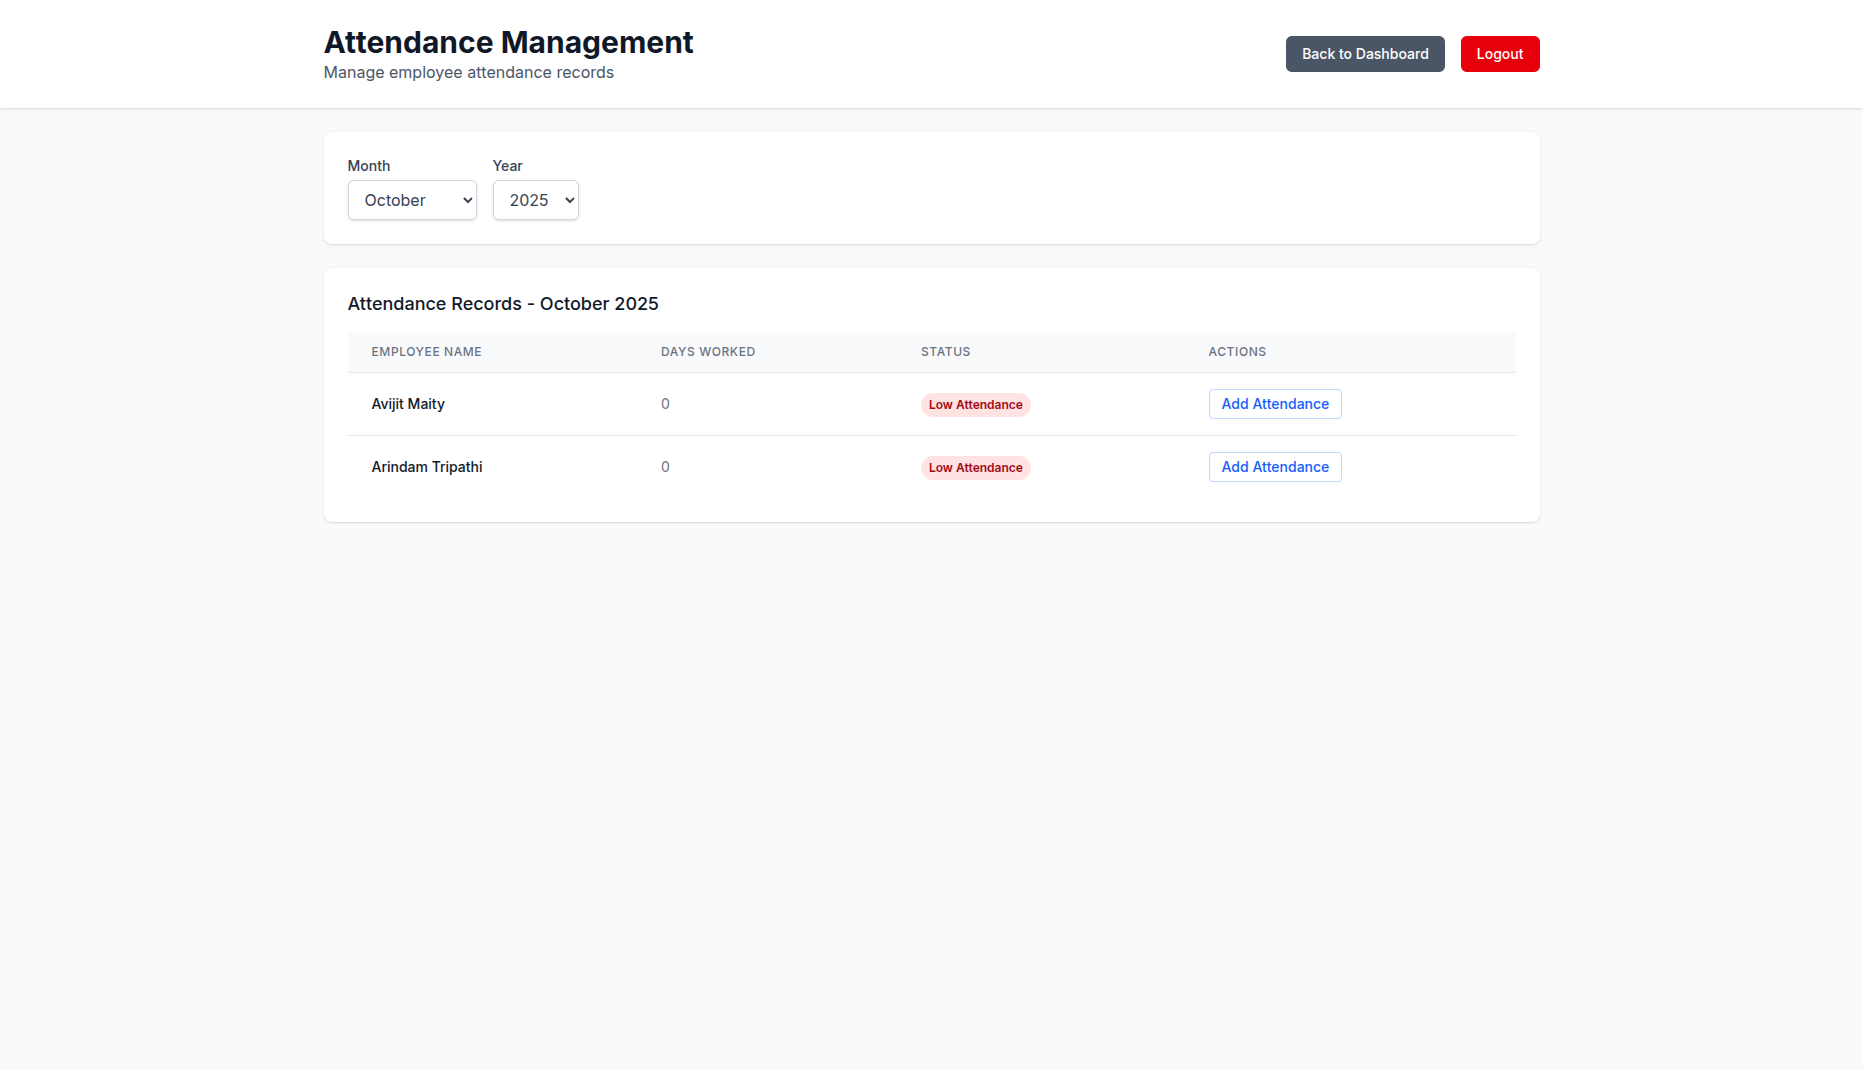 Attendance Management
Manage employee attendance records
Back to Dashboard
Logout
Month
Year
October
2025
Attendance Records - October 2025
EMPLOYEE NAME DAYS WORKED STATUS ACTIONS
Avijit Maity 0 Low Attendance Add Attendance
Arindam Tripathi 0 Low Attendance Add Attendance